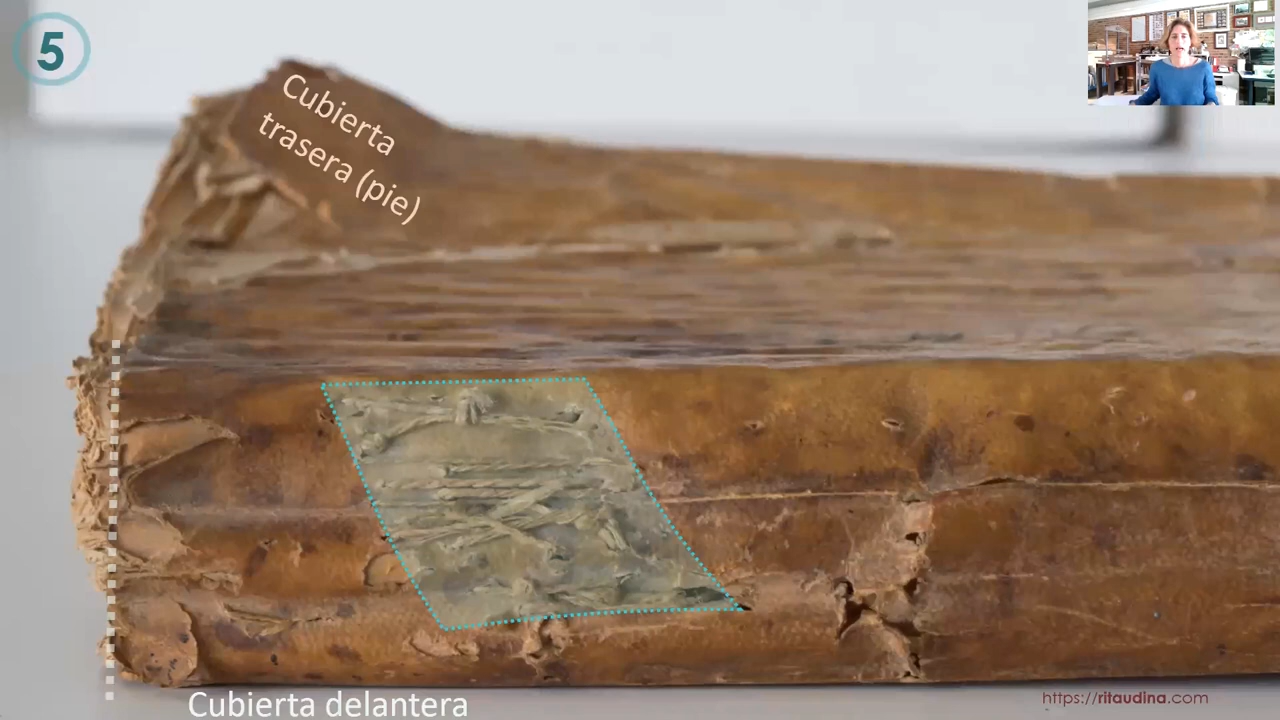 5
Cubierta
trasera (pie)
Cubierta delantera
https://ritaudina.com